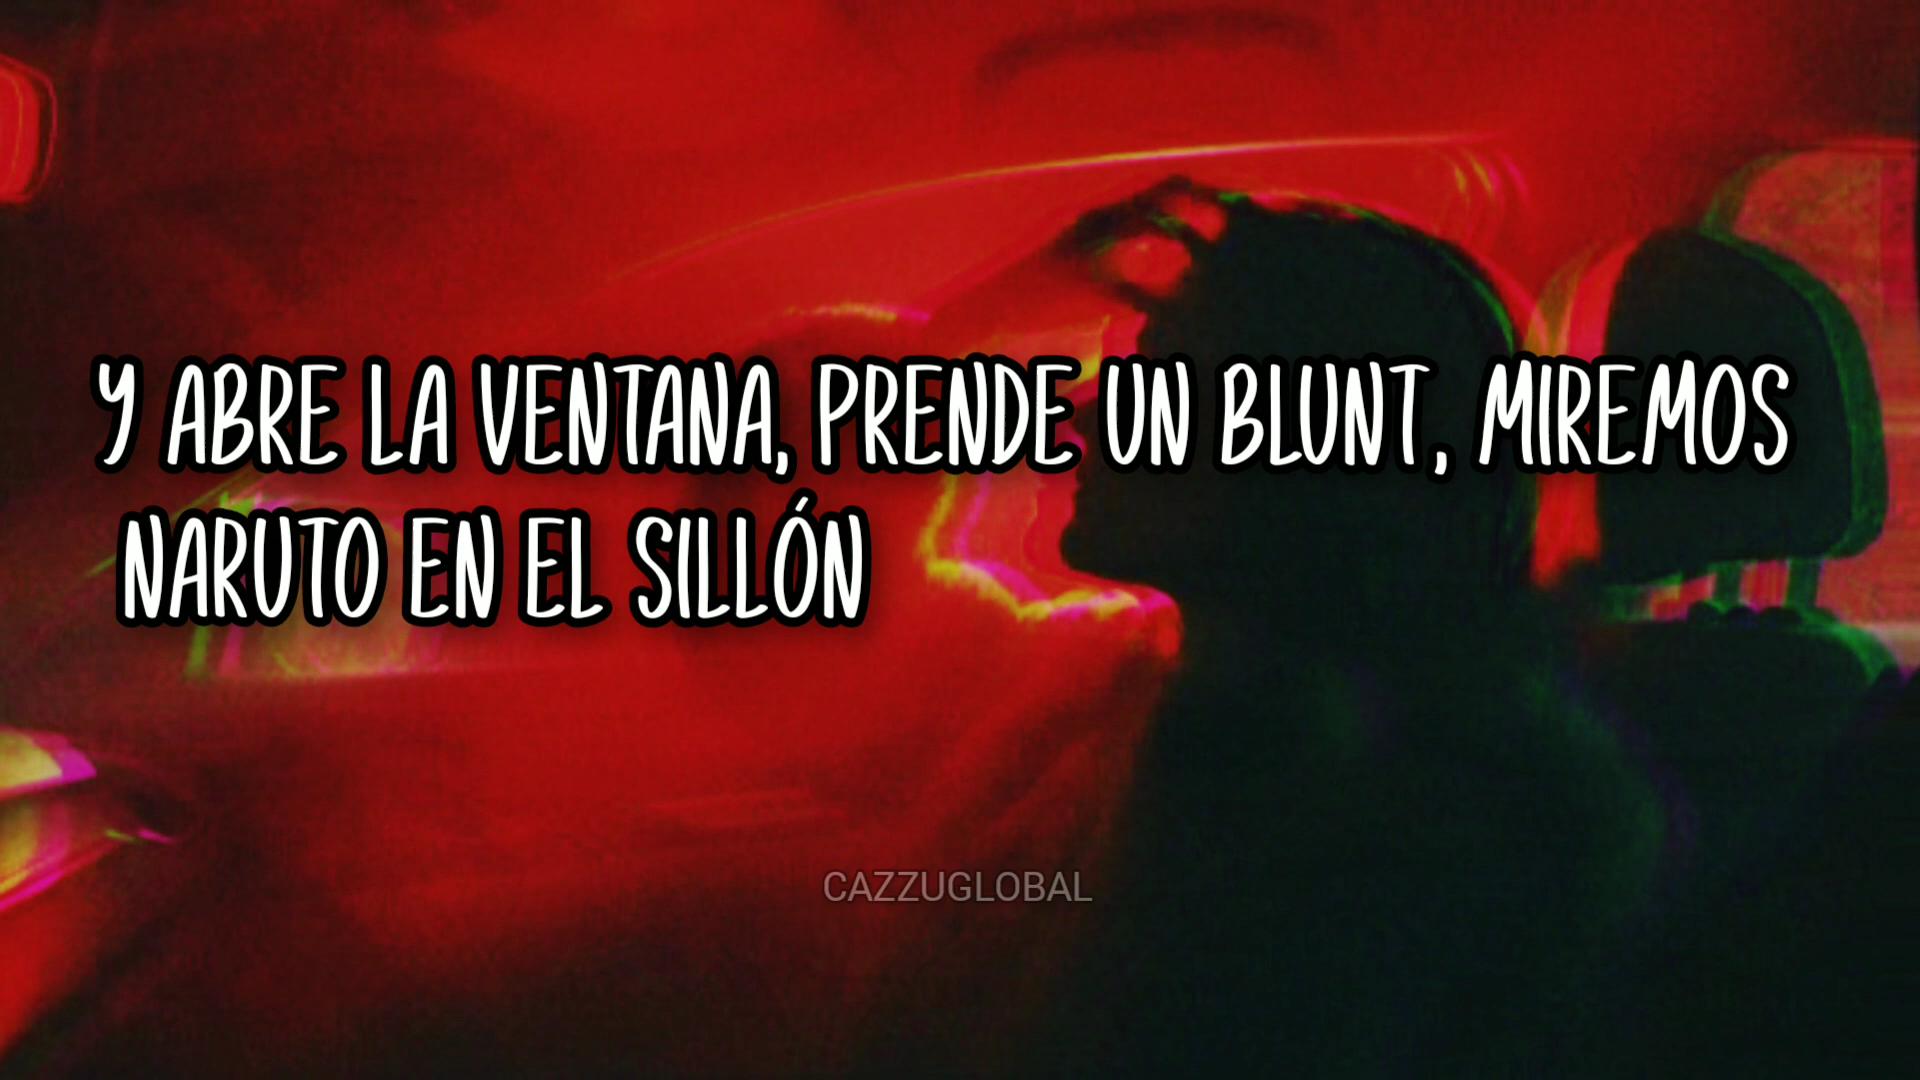 Y ABRE LA VENTANA, PRENDE UN BLUNT, MIREMOS
NARUTO EN EL SILLÓN
CAZZUGLOBAL